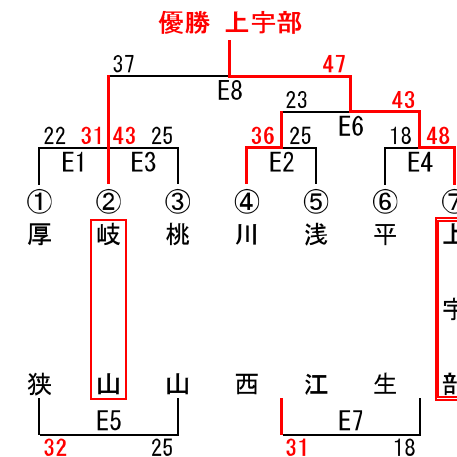 優勝 上宇部
37 47
E8
23 43
E6
22 31 43 25 36 25 18 48
E1 E3 E2 E4
① ② ③ ④ ⑤ ⑥ ⑦
厚狭
岐山
桃山
川西
浅江
平生
上宇部
E5 E7
32 25 31 18